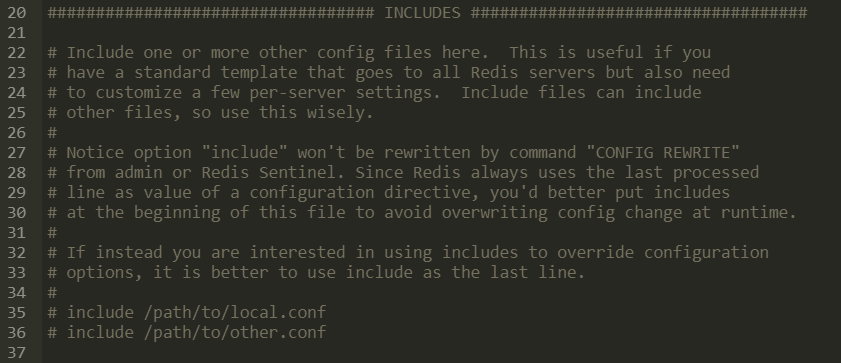 20 ################################## INCLUDES ###################################
21
22 # Include one or more other config files here.  This is useful if you
23 # have a standard template that goes to all Redis servers but also need
24 # to customize a few per-server settings.  Include files can include
25 # other files, so use this wisely.
26 #
27 # Notice option "include" won't be rewritten by command "CONFIG REWRITE"
28 # from admin or Redis Sentinel. Since Redis always uses the last processed
29 # line as value of a configuration directive, you'd better put includes
30 # at the beginning of this file to avoid overwriting config change at runtime.
31 #
32 # If instead you are interested in using includes to override configuration
33 # options, it is better to use include as the last line.
34 #
35 # include /path/to/local.conf
36 # include /path/to/other.conf
37